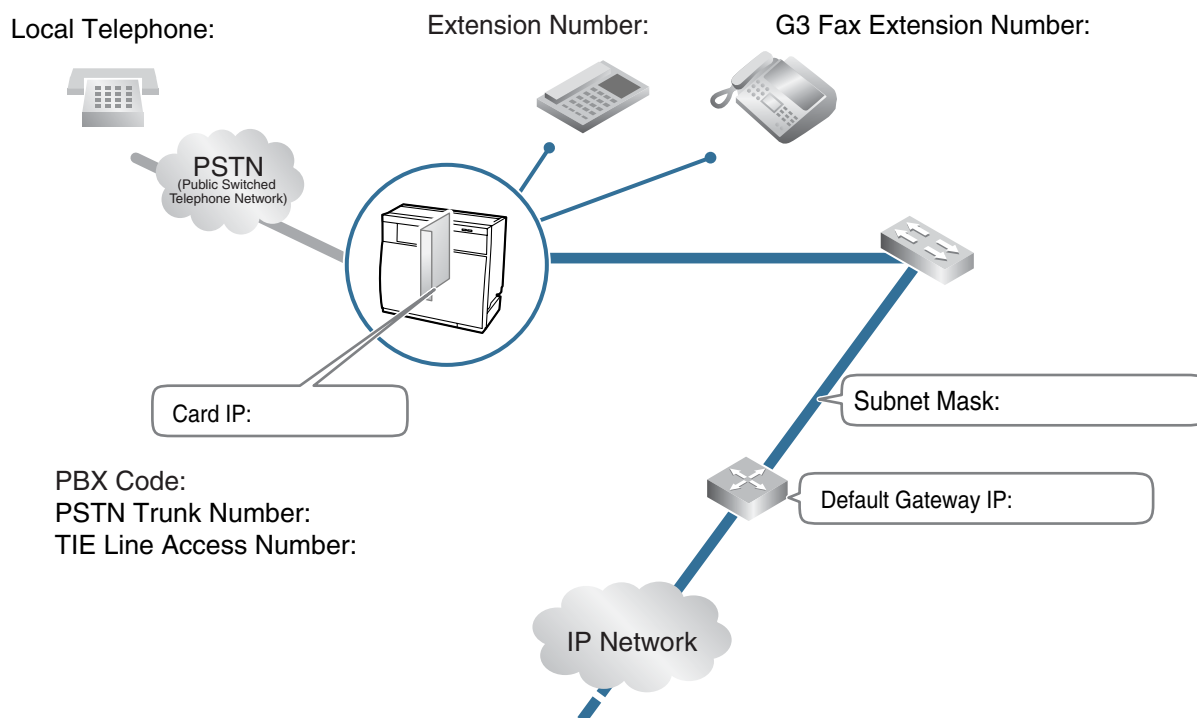 Local Telephone:
Extension Number:
G3 Fax Extension Number:
PSTN
(Public Switched
Telephone Network)
Card IP:
Subnet Mask:
PBX Code:
PSTN Trunk Number:
TIE Line Access Number:
Default Gateway IP:
IP Network